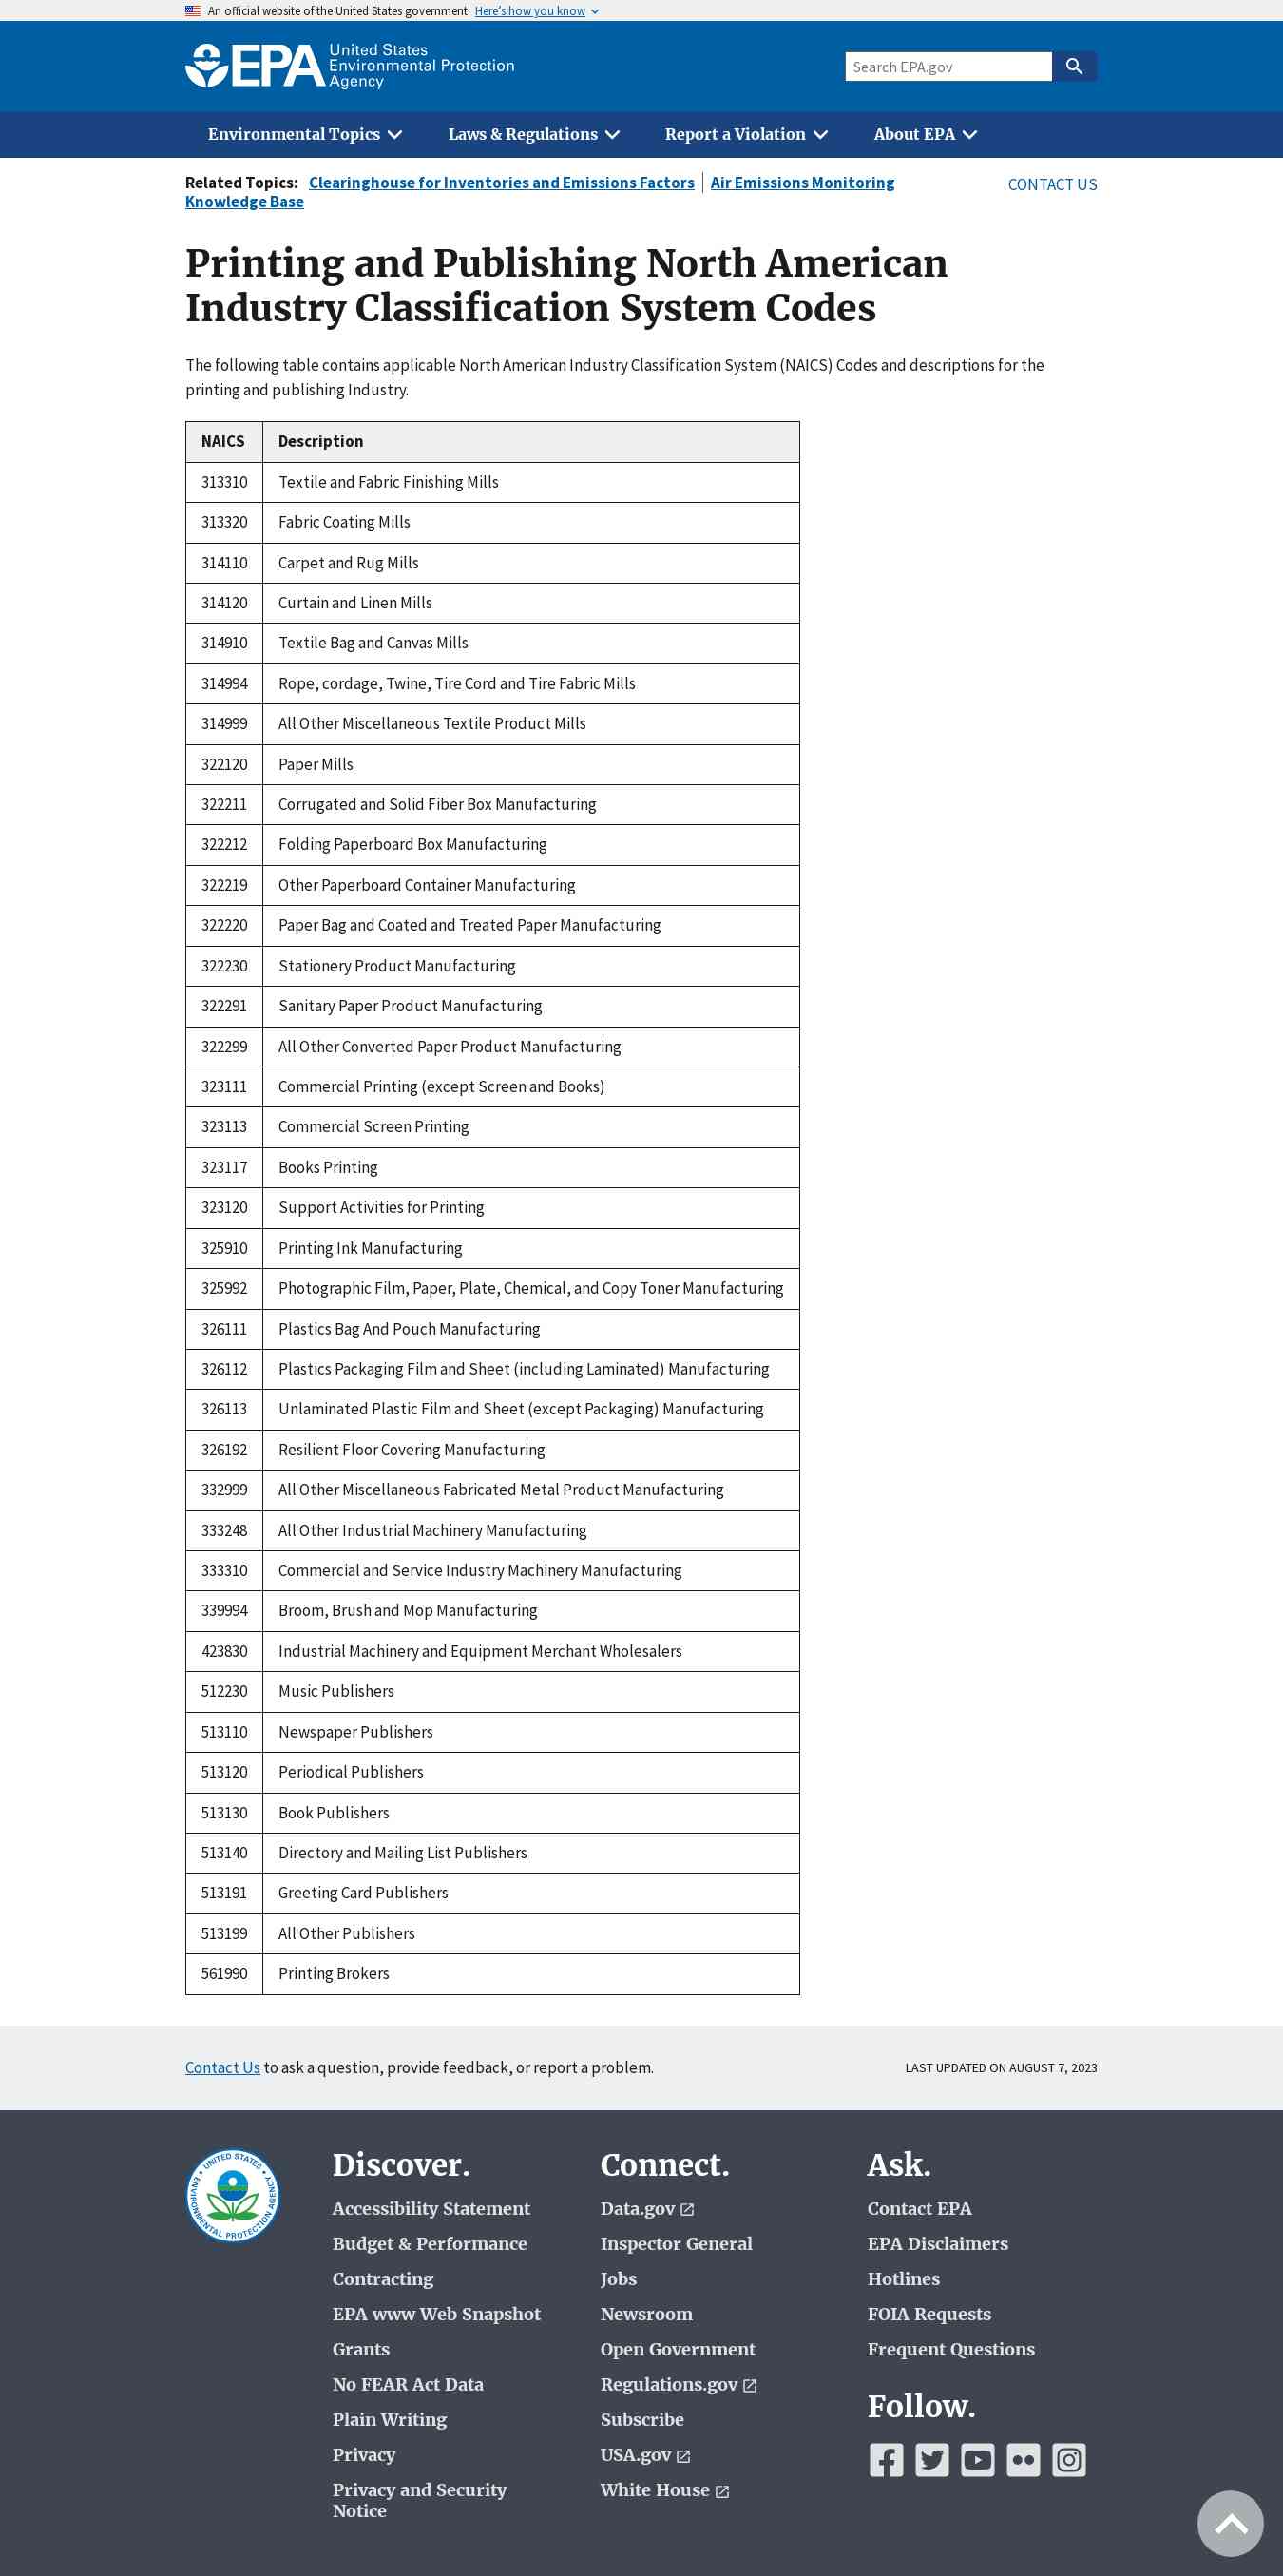 An official website of the United States government Here's how you know
EPA United States
Environmental Protection
Agency
Search EPA.gov
Environmental Topics Laws & Regulations Report a Violation About EPA
Related Topics: Clearinghouse for Inventories and Emissions Factors Air Emissions Monitoring
Knowledge Base
CONTACT US
Printing and Publishing North American
Industry Classification System Codes
The following table contains applicable North American Industry Classification System (NAICS) Codes and descriptions for the
printing and publishing Industry.
NAICS Description
313310 Textile and Fabric Finishing Mills
313320 Fabric Coating Mills
314110 Carpet and Rug Mills
314120 Curtain and Linen Mills
314910 Textile Bag and Canvas Mills
314994 Rope, cordage, Twine, Tire Cord and Tire Fabric Mills
314999 All Other Miscellaneous Textile Product Mills
322120 Paper Mills
322211 Corrugated and Solid Fiber Box Manufacturing
322212 Folding Paperboard Box Manufacturing
322219 Other Paperboard Container Manufacturing
322220 Paper Bag and Coated and Treated Paper Manufacturing
322230 Stationery Product Manufacturing
322291 Sanitary Paper Product Manufacturing
322299 All Other Converted Paper Product Manufacturing
323111 Commercial Printing (except Screen and Books)
323113 Commercial Screen Printing
323117 Books Printing
323120 Support Activities for Printing
325910 Printing Ink Manufacturing
325992 Photographic Film, Paper, Plate, Chemical, and Copy Toner Manufacturing
326111 Plastics Bag And Pouch Manufacturing
326112 Plastics Packaging Film and Sheet (including Laminated) Manufacturing
326113 Unlaminated Plastic Film and Sheet (except Packaging) Manufacturing
326192 Resilient Floor Covering Manufacturing
332999 All Other Miscellaneous Fabricated Metal Product Manufacturing
333248 All Other Industrial Machinery Manufacturing
333310 Commercial and Service Industry Machinery Manufacturing
339994 Broom, Brush and Mop Manufacturing
423830 Industrial Machinery and Equipment Merchant Wholesalers
512230 Music Publishers
513110 Newspaper Publishers
513120 Periodical Publishers
513130 Book Publishers
513140 Directory and Mailing List Publishers
513191 Greeting Card Publishers
513199 All Other Publishers
561990 Printing Brokers
Contact Us to ask a question, provide feedback, or report a problem.
LAST UPDATED ON AUGUST 7, 2023
UNITED STATES
ENVIRONMENTAL PROTECTION AGENCY
Discover.
Accessibility Statement
Budget & Performance
Contracting
EPA www Web Snapshot
Grants
No FEAR Act Data
Plain Writing
Privacy
Privacy and Security
Notice
Connect.
Data.gov
Inspector General
Jobs
Newsroom
Open Government
Regulations.gov
Subscribe
USA.gov
White House
Ask.
Contact EPA
EPA Disclaimers
Hotlines
FOIA Requests
Frequent Questions
Follow.